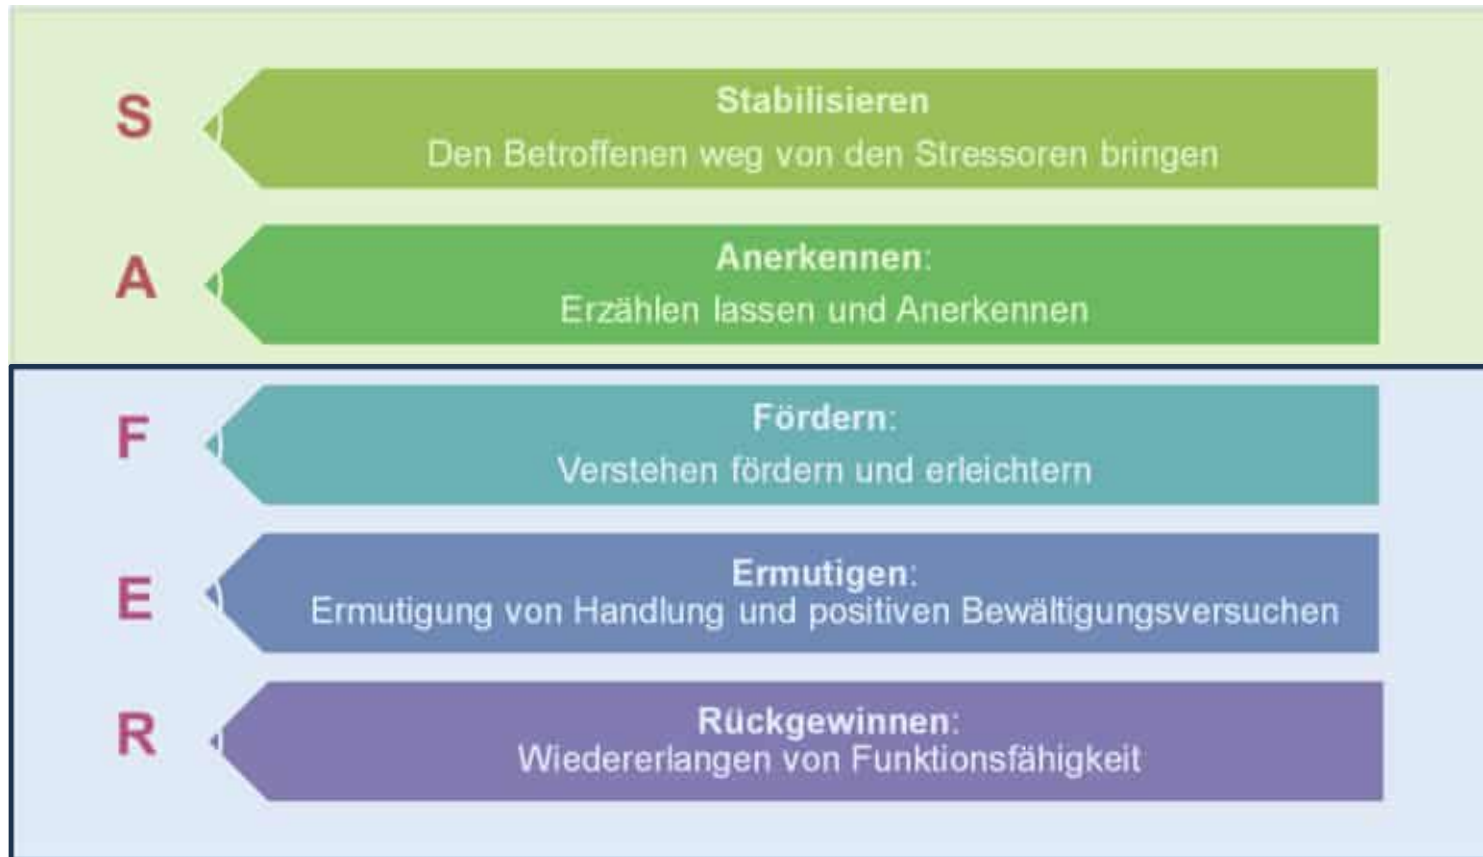 S
Stabilisieren
Den Betroffenen weg von den Stressoren bringen
A
Anerkennen:
Erzählen lassen und Anerkennen
F
Fördern:
Verstehen fördern und erleichtern
E
Ermutigen:
Ermutigung von Handlung und positiven Bewältigungsversuchen
R
Rückgewinnen:
Wiedererlangen von Funktionsfähigkeit